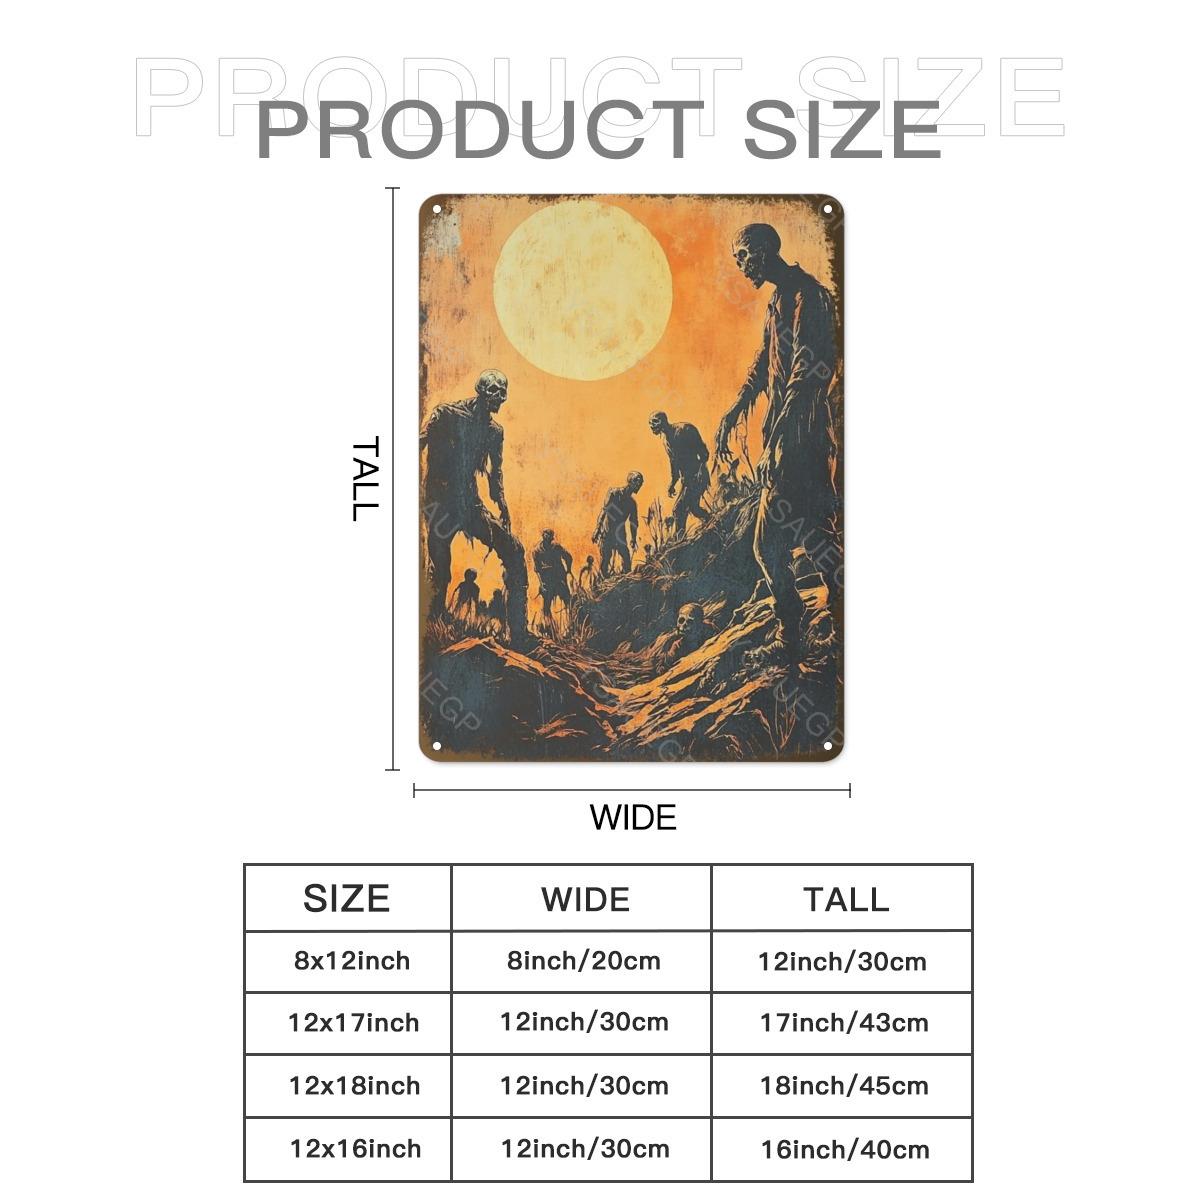 PRODUCT SIZE
PRODUCT SIZE
TALL
WIDE
SIZE WIDE TALL
8x12inch 8inch/20cm 12inch/30cm
12x17inch 12inch/30cm 17inch/43cm
12x18inch 12inch/30cm 18inch/45cm
12x16inch 12inch/30cm 16inch/40cm